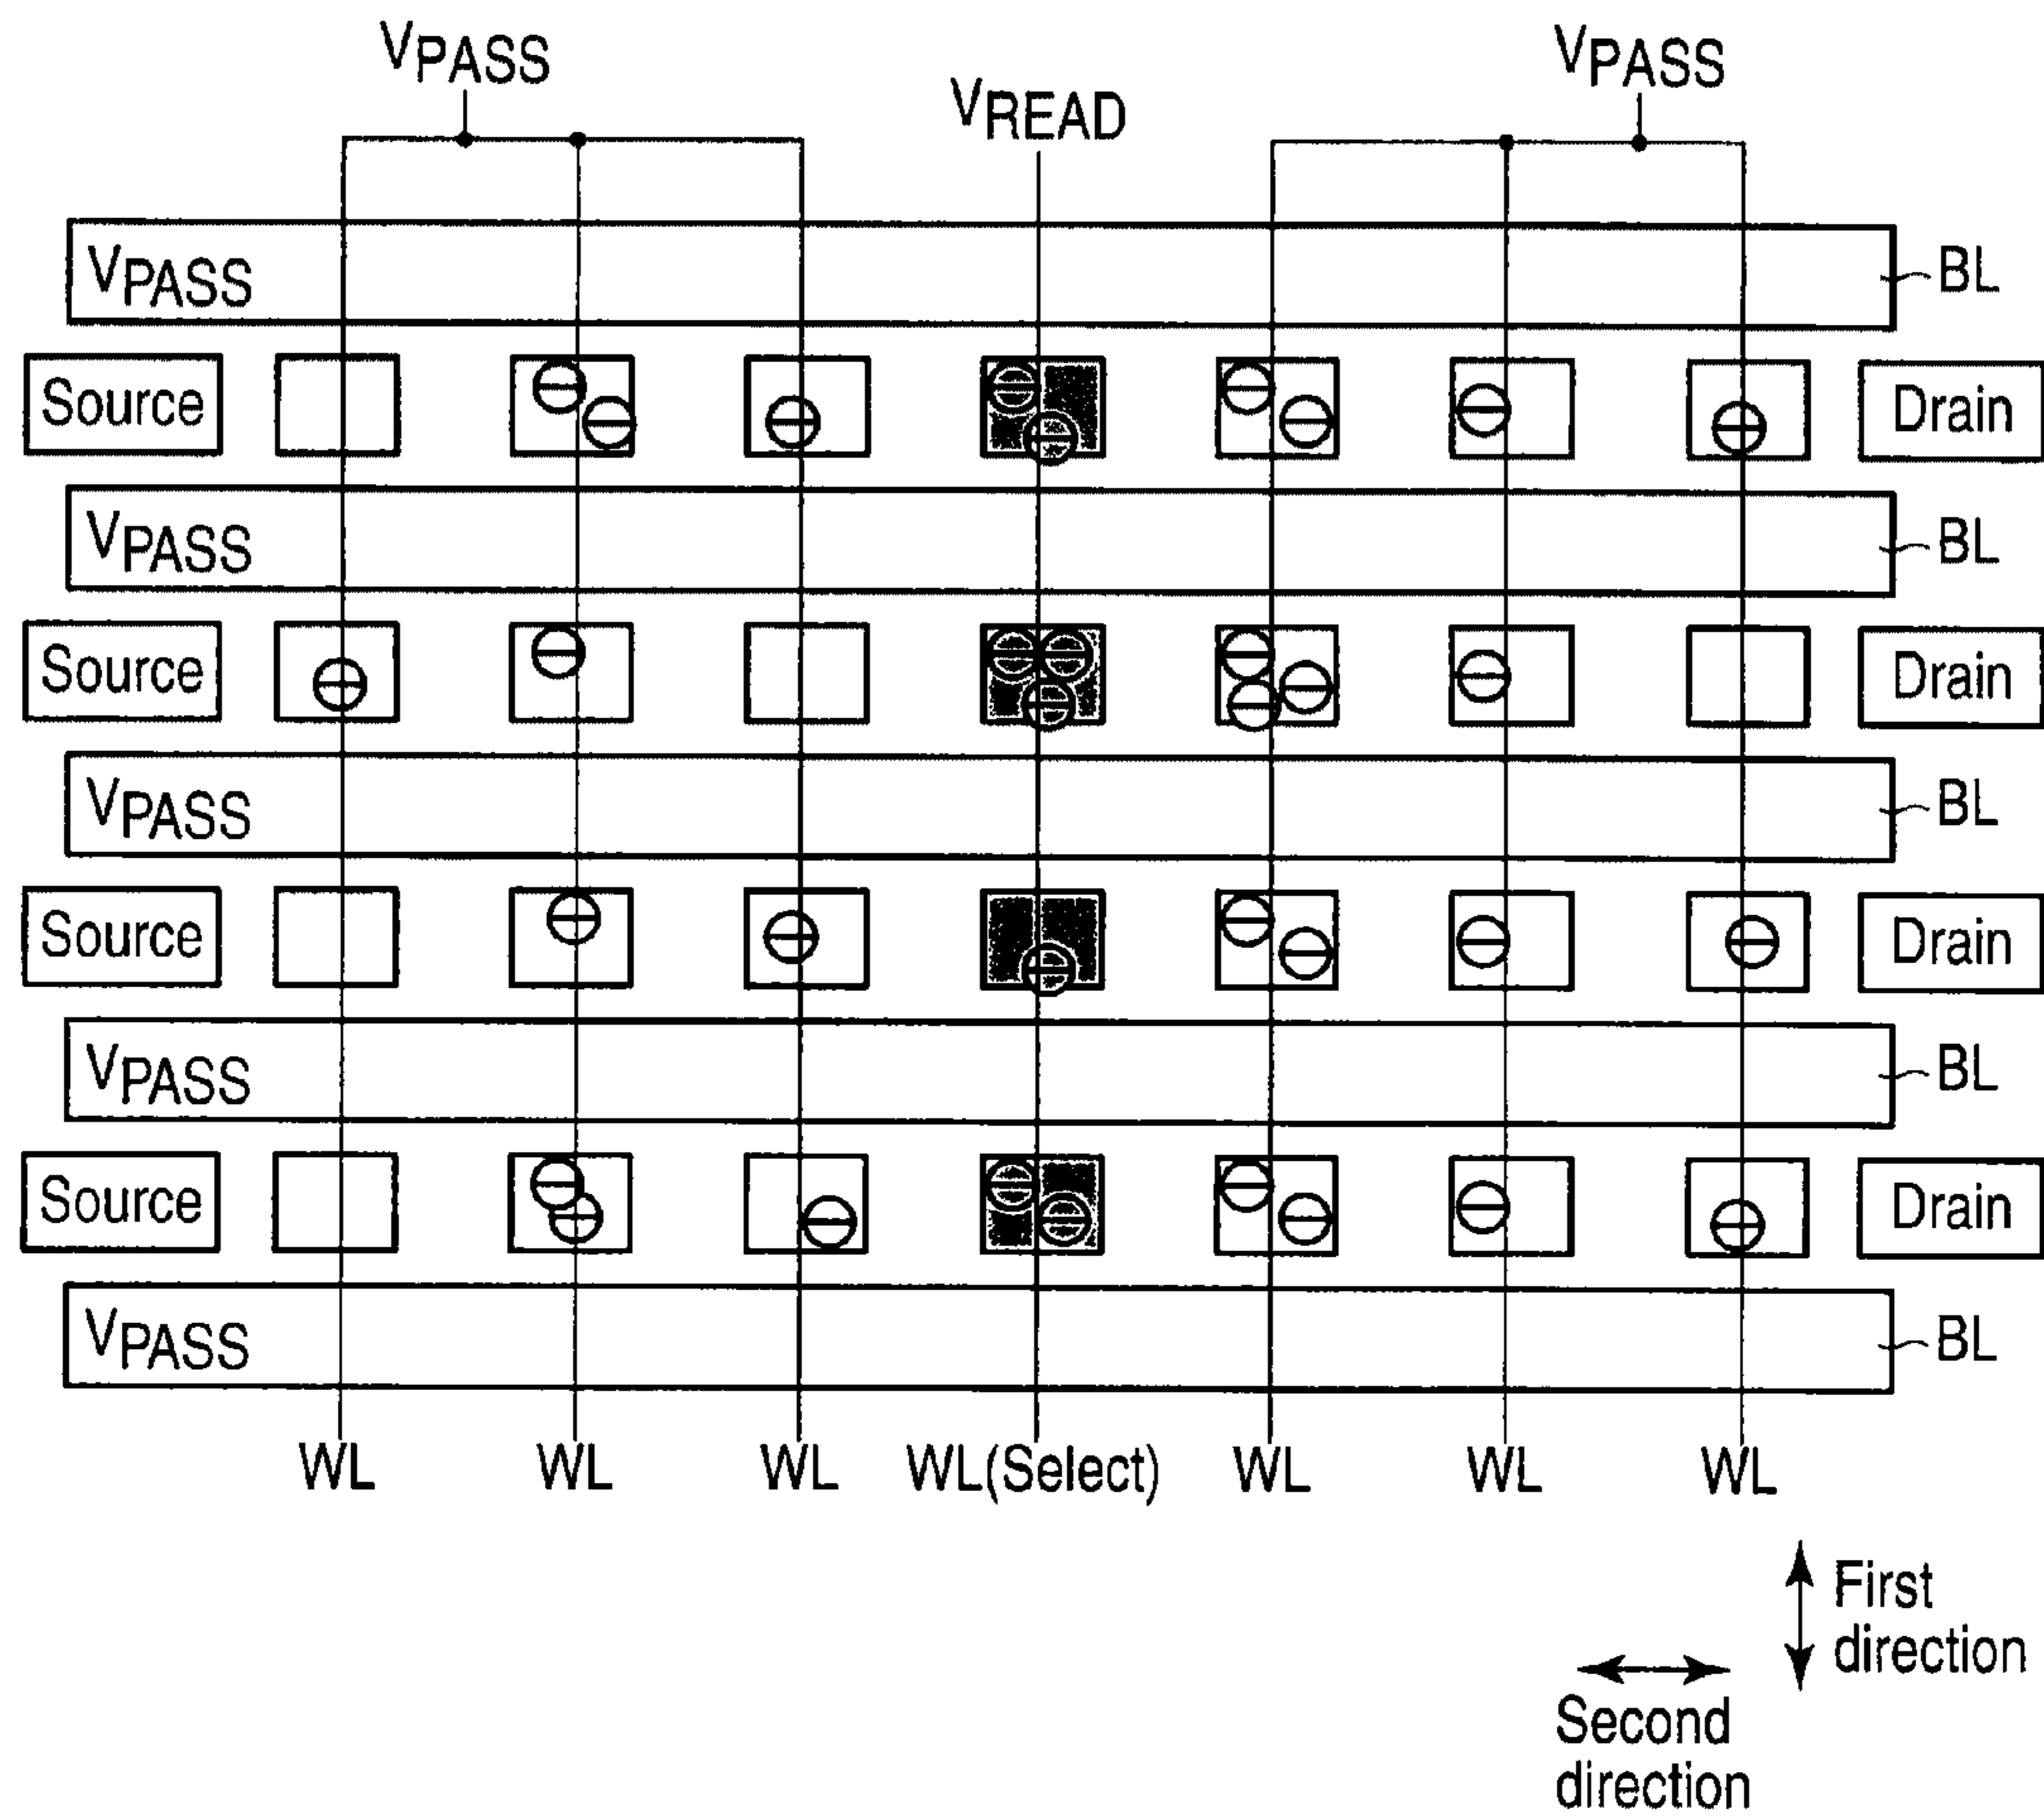 VPASS
VPASS
VREAD
VPASS
BL
Source
Drain
VPASS
BL
Source
Drain
VPASS
BL
Source
Drain
VPASS
BL
Source
Drain
VPASS
BL
WL WL WL WL(Select) WL WL WL
First
direction
Second
direction